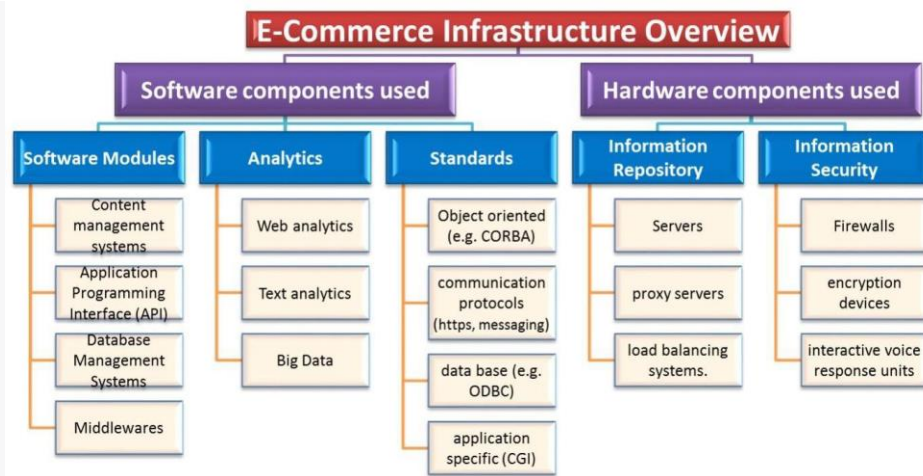 E-Commerce Infrastructure Overview
Software components used
Hardware components used
Software Modules
Analytics
Standards
Information
Repository
Information
Security
Content
management
systems
Application
Programming
Interface (API)
Database
Management
Systems
Middlewares
Web analytics
Text analytics
Big Data
Object oriented
(e.g. CORBA)
communication
protocols
(https, messaging)
data base (e.g.
ODBC)
application
specific (CGI)
Servers
proxy servers
load balancing
systems.
Firewalls
encryption
devices
interactive voice
response units